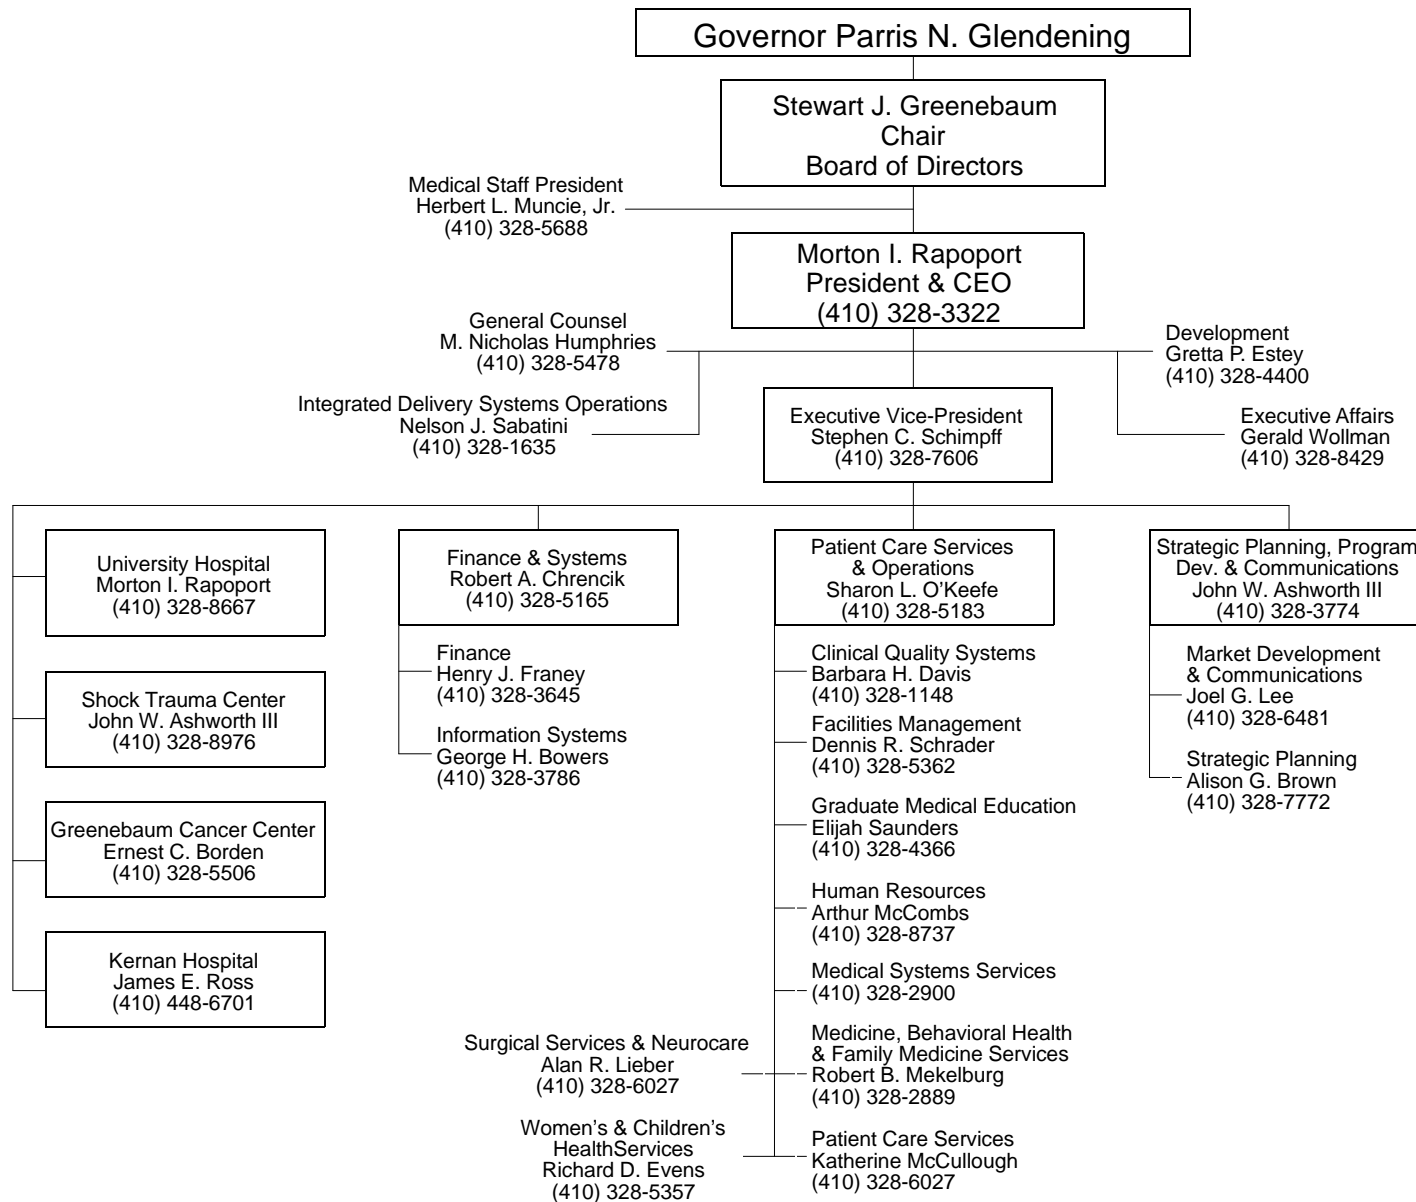 Governor Parris N. Glendening
Stewart J. Greenebaum
Chair
Board of Directors
Medical Staff President
Herbert L. Muncie, Jr.
(410) 328-5688
Morton I. Rapoport
President & CEO
(410) 328-3322
General Counsel
M. Nicholas Humphries
(410) 328-5478
Development
Gretta P. Estey
(410) 328-4400
Integrated Delivery Systems Operations
Nelson J. Sabatini
(410) 328-1635
Executive Vice-President
Stephen C. Schimpff
(410) 328-7606
Executive Affairs
Gerald Wollman
(410) 328-8429
University Hospital
Morton I. Rapoport
(410) 328-8667
Shock Trauma Center
John W. Ashworth III
(410) 328-8976
Greenebaum Cancer Center
Ernest C. Borden
(410) 328-5506
Kernan Hospital
James E. Ross
(410) 448-6701
Finance & Systems
Robert A. Chrencik
(410) 328-5165
Finance
Henry J. Franey
(410) 328-3645
Information Systems
George H. Bowers
(410) 328-3786
Patient Care Services
& Operations
Sharon L. O'Keefe
(410) 328-5183
Clinical Quality Systems
Barbara H. Davis
(410) 328-1148
Facilities Management
Dennis R. Schrader
(410) 328-5362
Graduate Medical Education
Elijah Saunders
(410) 328-4366
Human Resources
Arthur McCombs
(410) 328-8737
Medical Systems Services
(410) 328-2900
Surgical Services & Neurocare
Alan R. Lieber
(410) 328-6027
Medicine, Behavioral Health
& Family Medicine Services
Robert B. Mekelburg
(410) 328-2889
Women's & Children's
HealthServices
Richard D. Evens
(410) 328-5357
Patient Care Services
Katherine McCullough
(410) 328-6027
Strategic Planning, Program
Dev. & Communications
John W. Ashworth III
(410) 328-3774
Market Development
& Communications
Joel G. Lee
(410) 328-6481
Strategic Planning
Alison G. Brown
(410) 328-7772